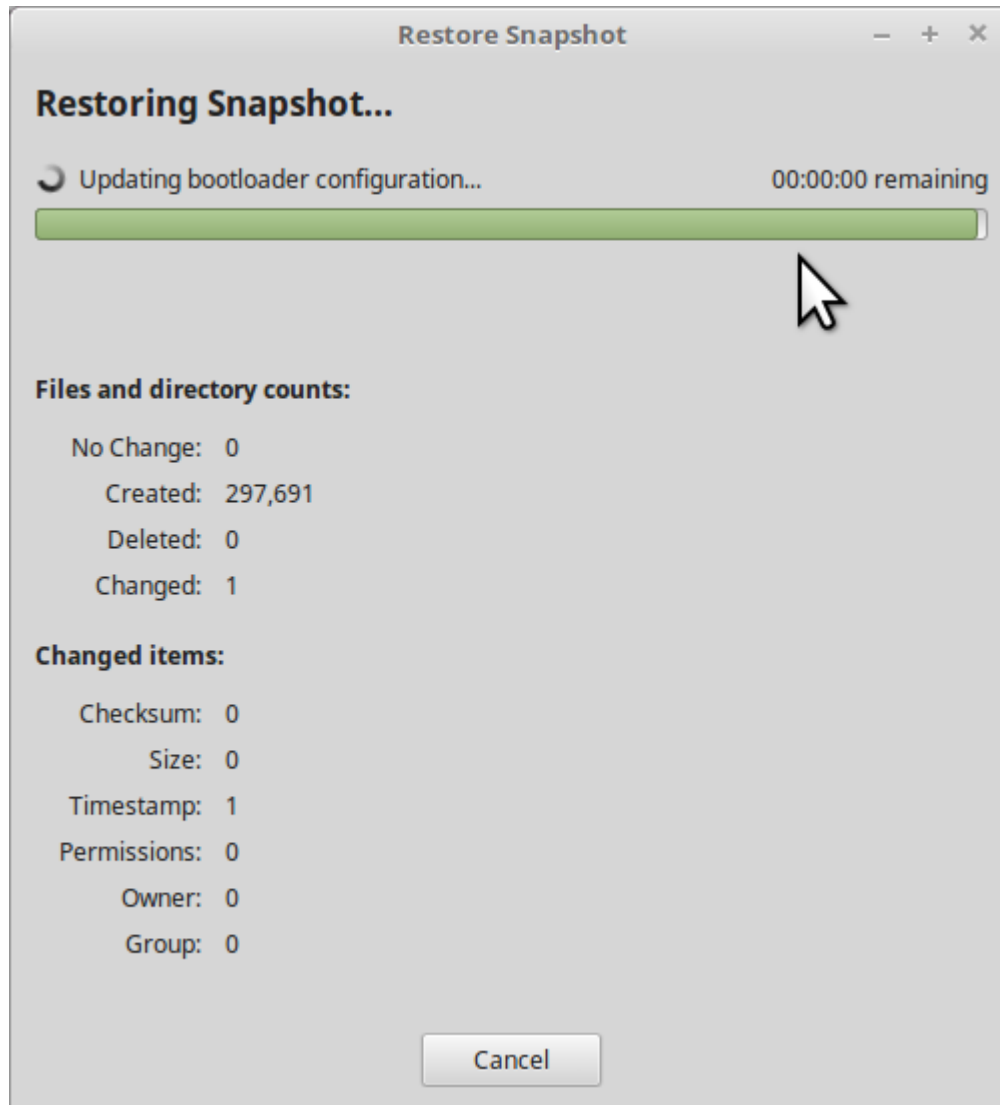 Restore Snapshot
Restoring Snapshot...
Updating bootloader configuration... 00:00:00 remaining
Files and directory counts:
No Change: 0
Created: 297,691
Deleted: 0
Changed: 1
Changed items:
Checksum: 0
Size: 0
Timestamp: 1
Permissions: 0
Owner: 0
Group: 0
Cancel